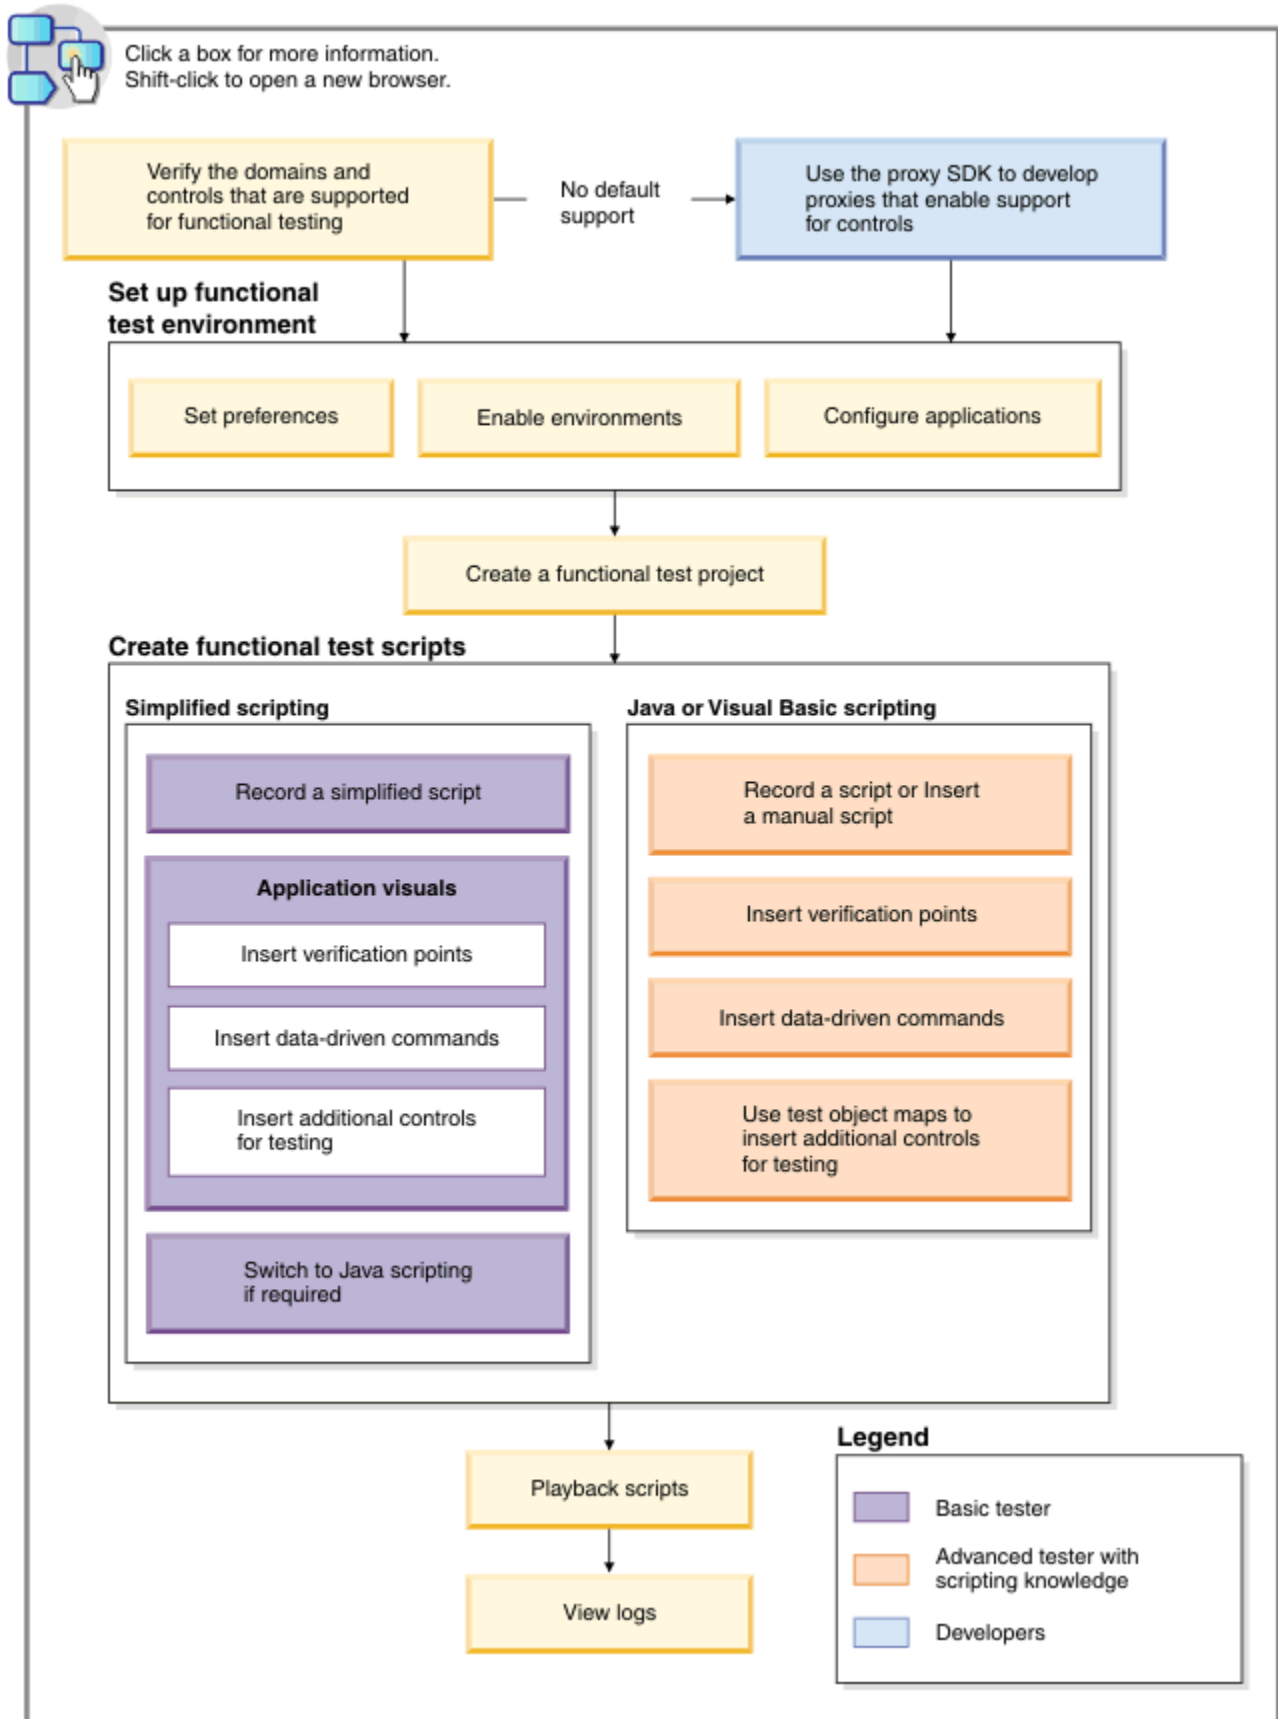 Click a box for more information.
Shift-click to open a new browser.
Verify the domains and
controls that are supported
for functional testing
No default
support
Use the proxy SDK to develop
proxies that enable support
for controls
Set up functional
test environment
Set preferences
Enable environments
Configure applications
Create a functional test project
Create functional test scripts
Simplified scripting
Record a simplified script
Application visuals
Insert verification points
Insert data-driven commands
Insert additional controls
for testing
Switch to Java scripting
if required
Java or Visual Basic scripting
Record a script or Insert
a manual script
Insert verification points
Insert data-driven commands
Use test object maps to
insert additional controls
for testing
Playback scripts
View logs
Legend
Basic tester
Advanced tester with
scripting knowledge
Developers